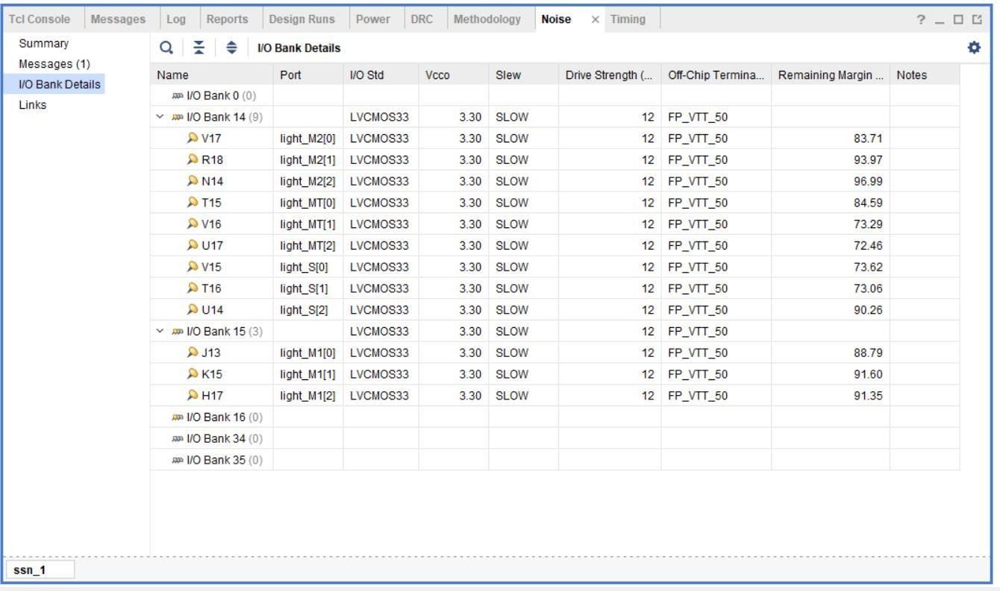 Tcl Console Messages Log Reports Design Runs Power DRC Methodology Noise × Timing ? _
Summary
Messages (1)
I/O Bank Details
Links
I/O Bank Details
Name Port I/O Std Vcco Slew Drive Strength (... Off-Chip Termina... Remaining Margin ... Notes
I/O Bank 0 (0)
I/O Bank 14 (9) LVCMOS33 3.30 SLOW 12 FP_VTT_50
V17 light_M2[0] LVCMOS33 3.30 SLOW 12 FP_VTT_50 83.71
R18 light_M2[1] LVCMOS33 3.30 SLOW 12 FP_VTT_50 93.97
N14 light_M2[2] LVCMOS33 3.30 SLOW 12 FP_VTT_50 96.99
T15 light_MT[0] LVCMOS33 3.30 SLOW 12 FP_VTT_50 84.59
V16 light_MT[1] LVCMOS33 3.30 SLOW 12 FP_VTT_50 73.29
U17 light_MT[2] LVCMOS33 3.30 SLOW 12 FP_VTT_50 72.46
V15 light_S[0] LVCMOS33 3.30 SLOW 12 FP_VTT_50 73.62
T16 light_S[1] LVCMOS33 3.30 SLOW 12 FP_VTT_50 73.06
U14 light_S[2] LVCMOS33 3.30 SLOW 12 FP_VTT_50 90.26
I/O Bank 15 (3) LVCMOS33 3.30 SLOW 12 FP_VTT_50
J13 light_M1[0] LVCMOS33 3.30 SLOW 12 FP_VTT_50 88.79
K15 light_M1[1] LVCMOS33 3.30 SLOW 12 FP_VTT_50 91.60
H17 light_M1[2] LVCMOS33 3.30 SLOW 12 FP_VTT_50 91.35
I/O Bank 16 (0)
I/O Bank 34 (0)
I/O Bank 35 (0)
ssn_1